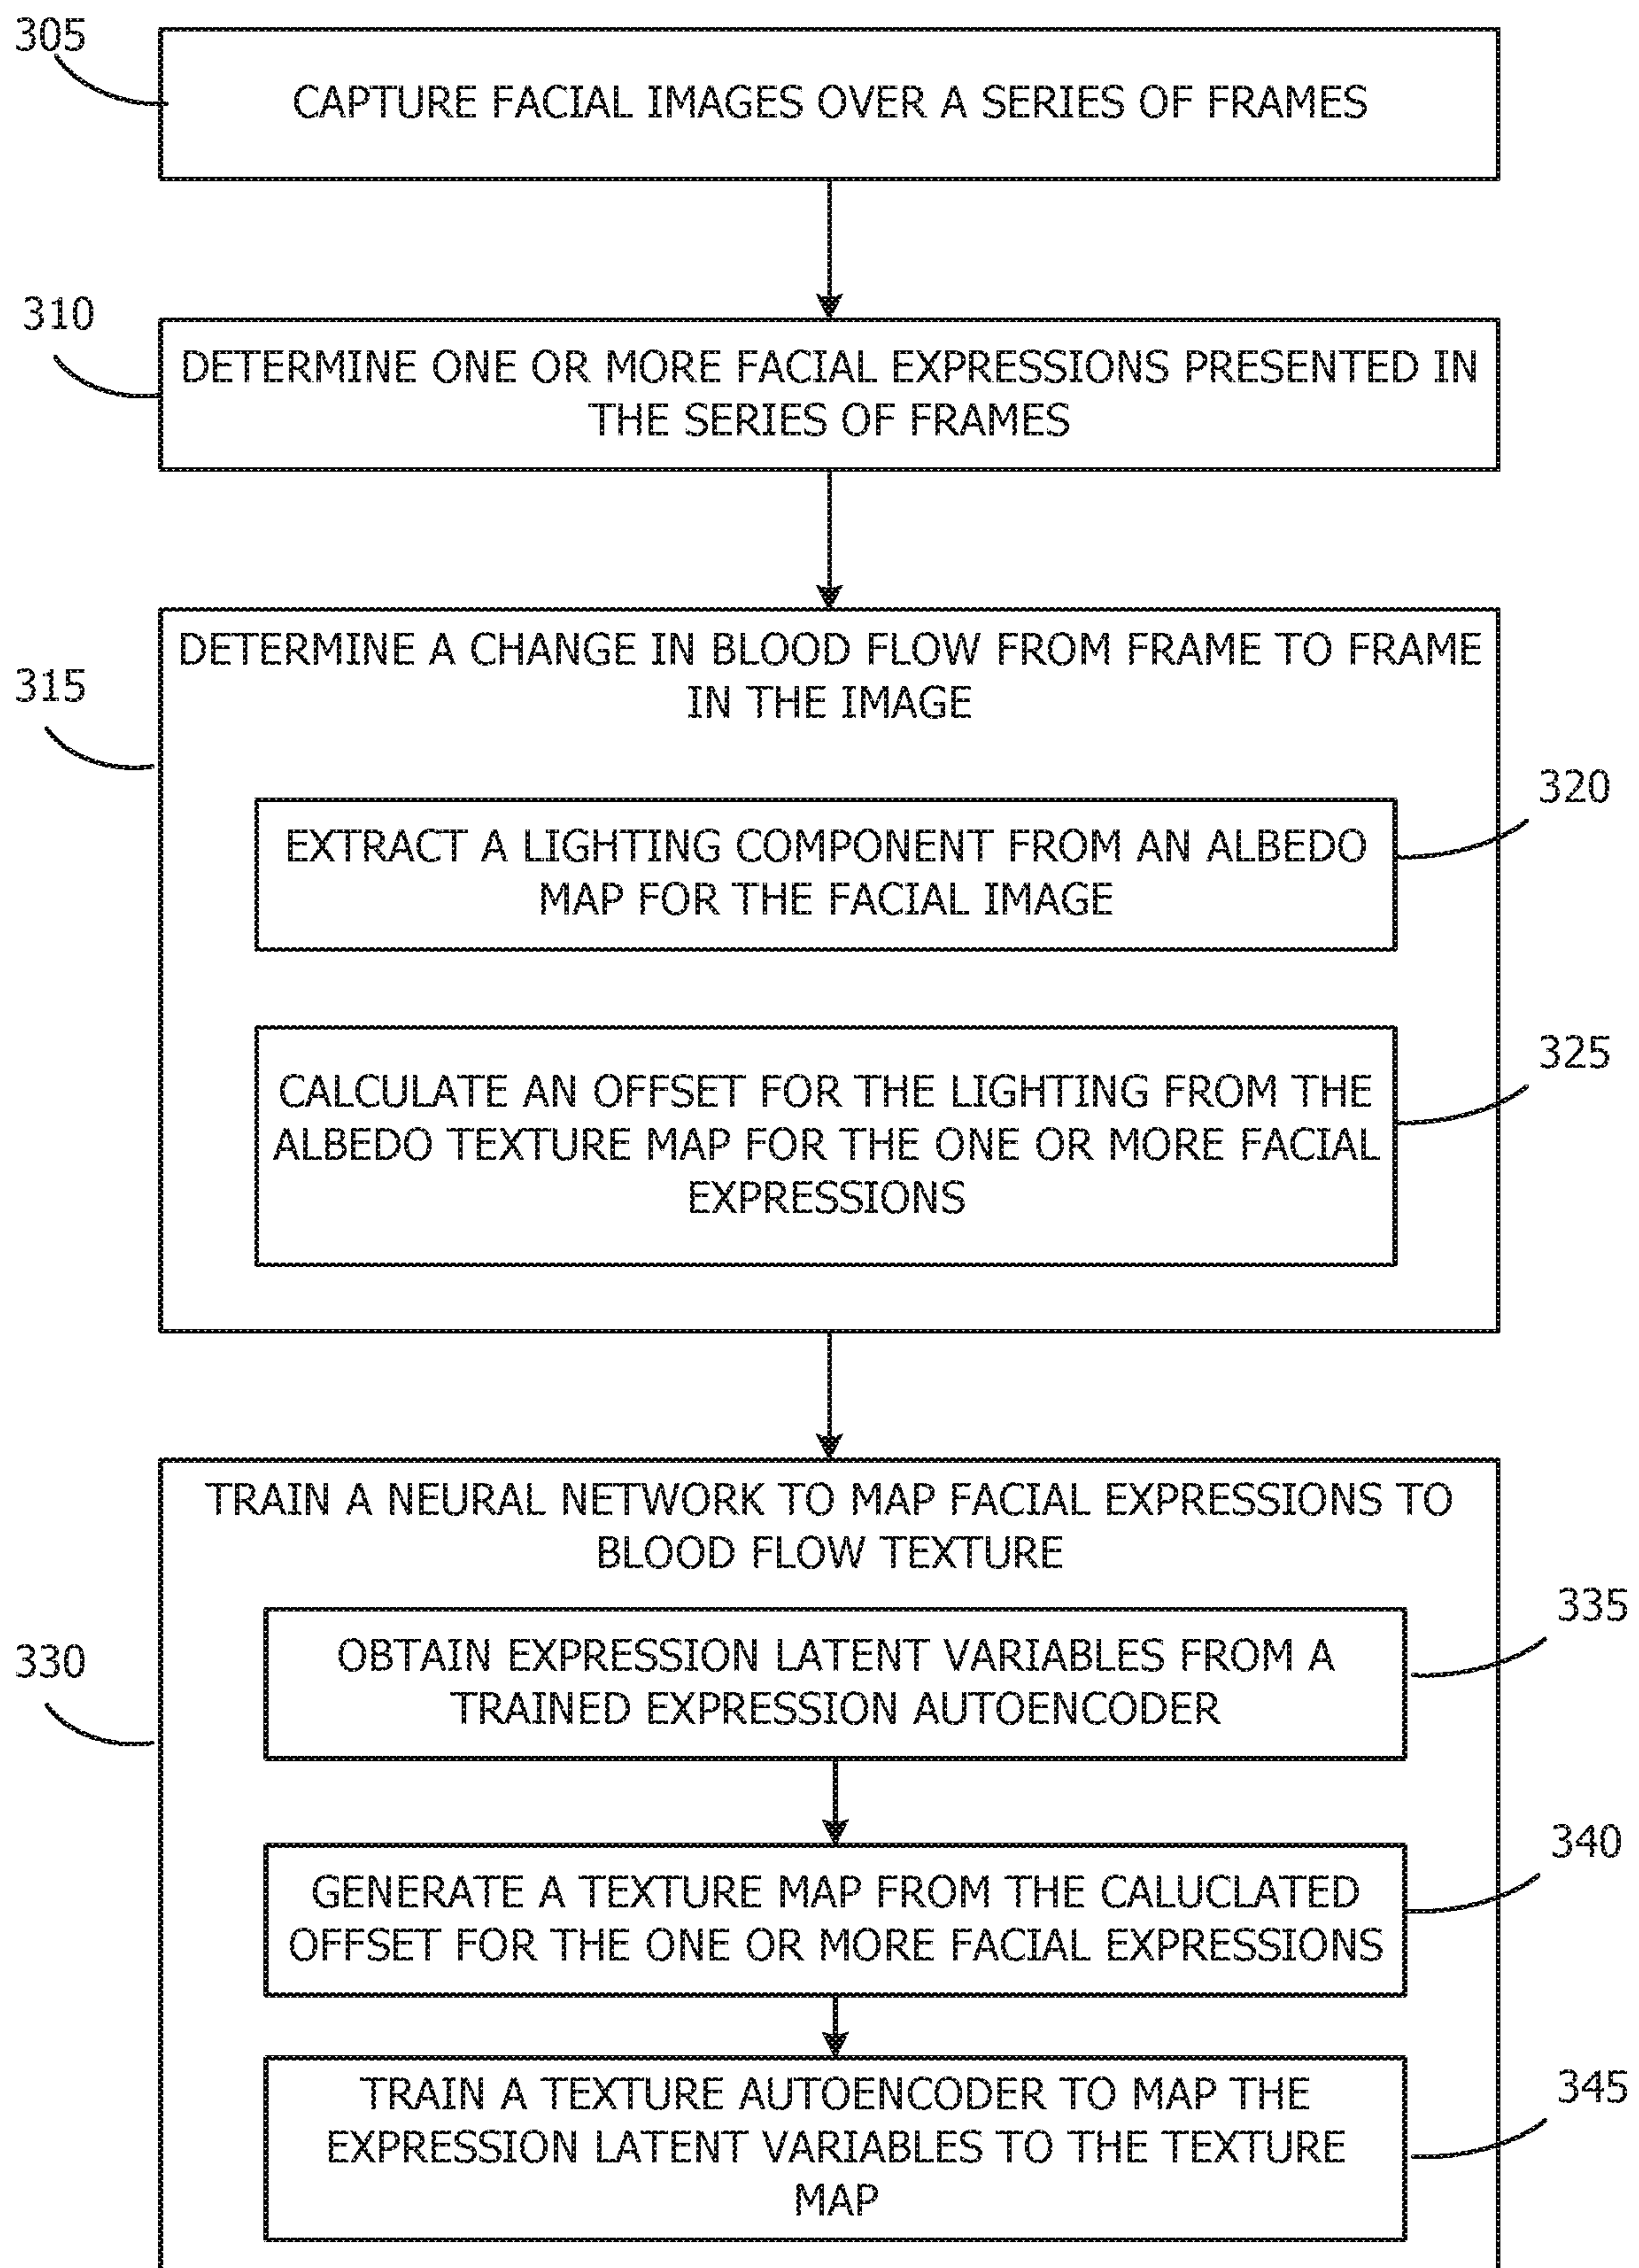 305
CAPTURE FACIAL IMAGES OVER A SERIES OF FRAMES
310
DETERMINE ONE OR MORE FACIAL EXPRESSIONS PRESENTED IN
THE SERIES OF FRAMES
315
DETERMINE A CHANGE IN BLOOD FLOW FROM FRAME TO FRAME
IN THE IMAGE
320
EXTRACT A LIGHTING COMPONENT FROM AN ALBEDO
MAP FOR THE FACIAL IMAGE
325
CALCULATE AN OFFSET FOR THE LIGHTING FROM THE
ALBEDO TEXTURE MAP FOR THE ONE OR MORE FACIAL
EXPRESSIONS
330
TRAIN A NEURAL NETWORK TO MAP FACIAL EXPRESSIONS TO
BLOOD FLOW TEXTURE
335
OBTAIN EXPRESSION LATENT VARIABLES FROM A
TRAINED EXPRESSION AUTOENCODER
340
GENERATE A TEXTURE MAP FROM THE CALUCLATED
OFFSET FOR THE ONE OR MORE FACIAL EXPRESSIONS
345
TRAIN A TEXTURE AUTOENCODER TO MAP THE
EXPRESSION LATENT VARIABLES TO THE TEXTURE
MAP